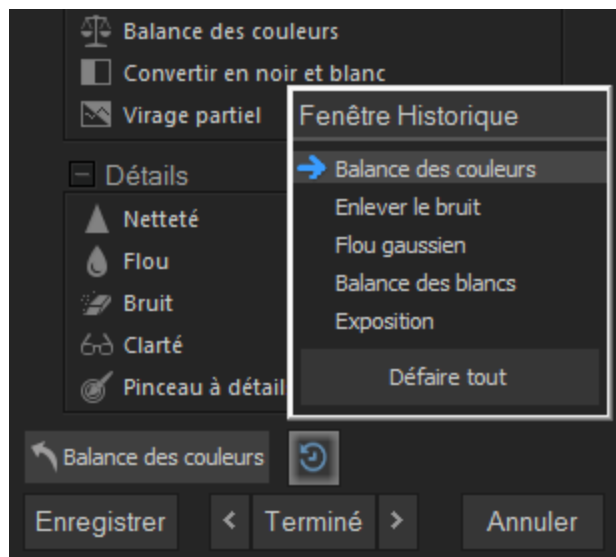 Balance des couleurs
Convertir en noir et blanc
Virage partiel
Détails
Netteté
Flou
Bruit
Clarté
Pinceau à détail
Fenêtre Historique
Balance des couleurs
Enlever le bruit
Flou gaussien
Balance des blancs
Exposition
Défaire tout
Balance des couleurs
Enregistrer < Terminé > Annuler